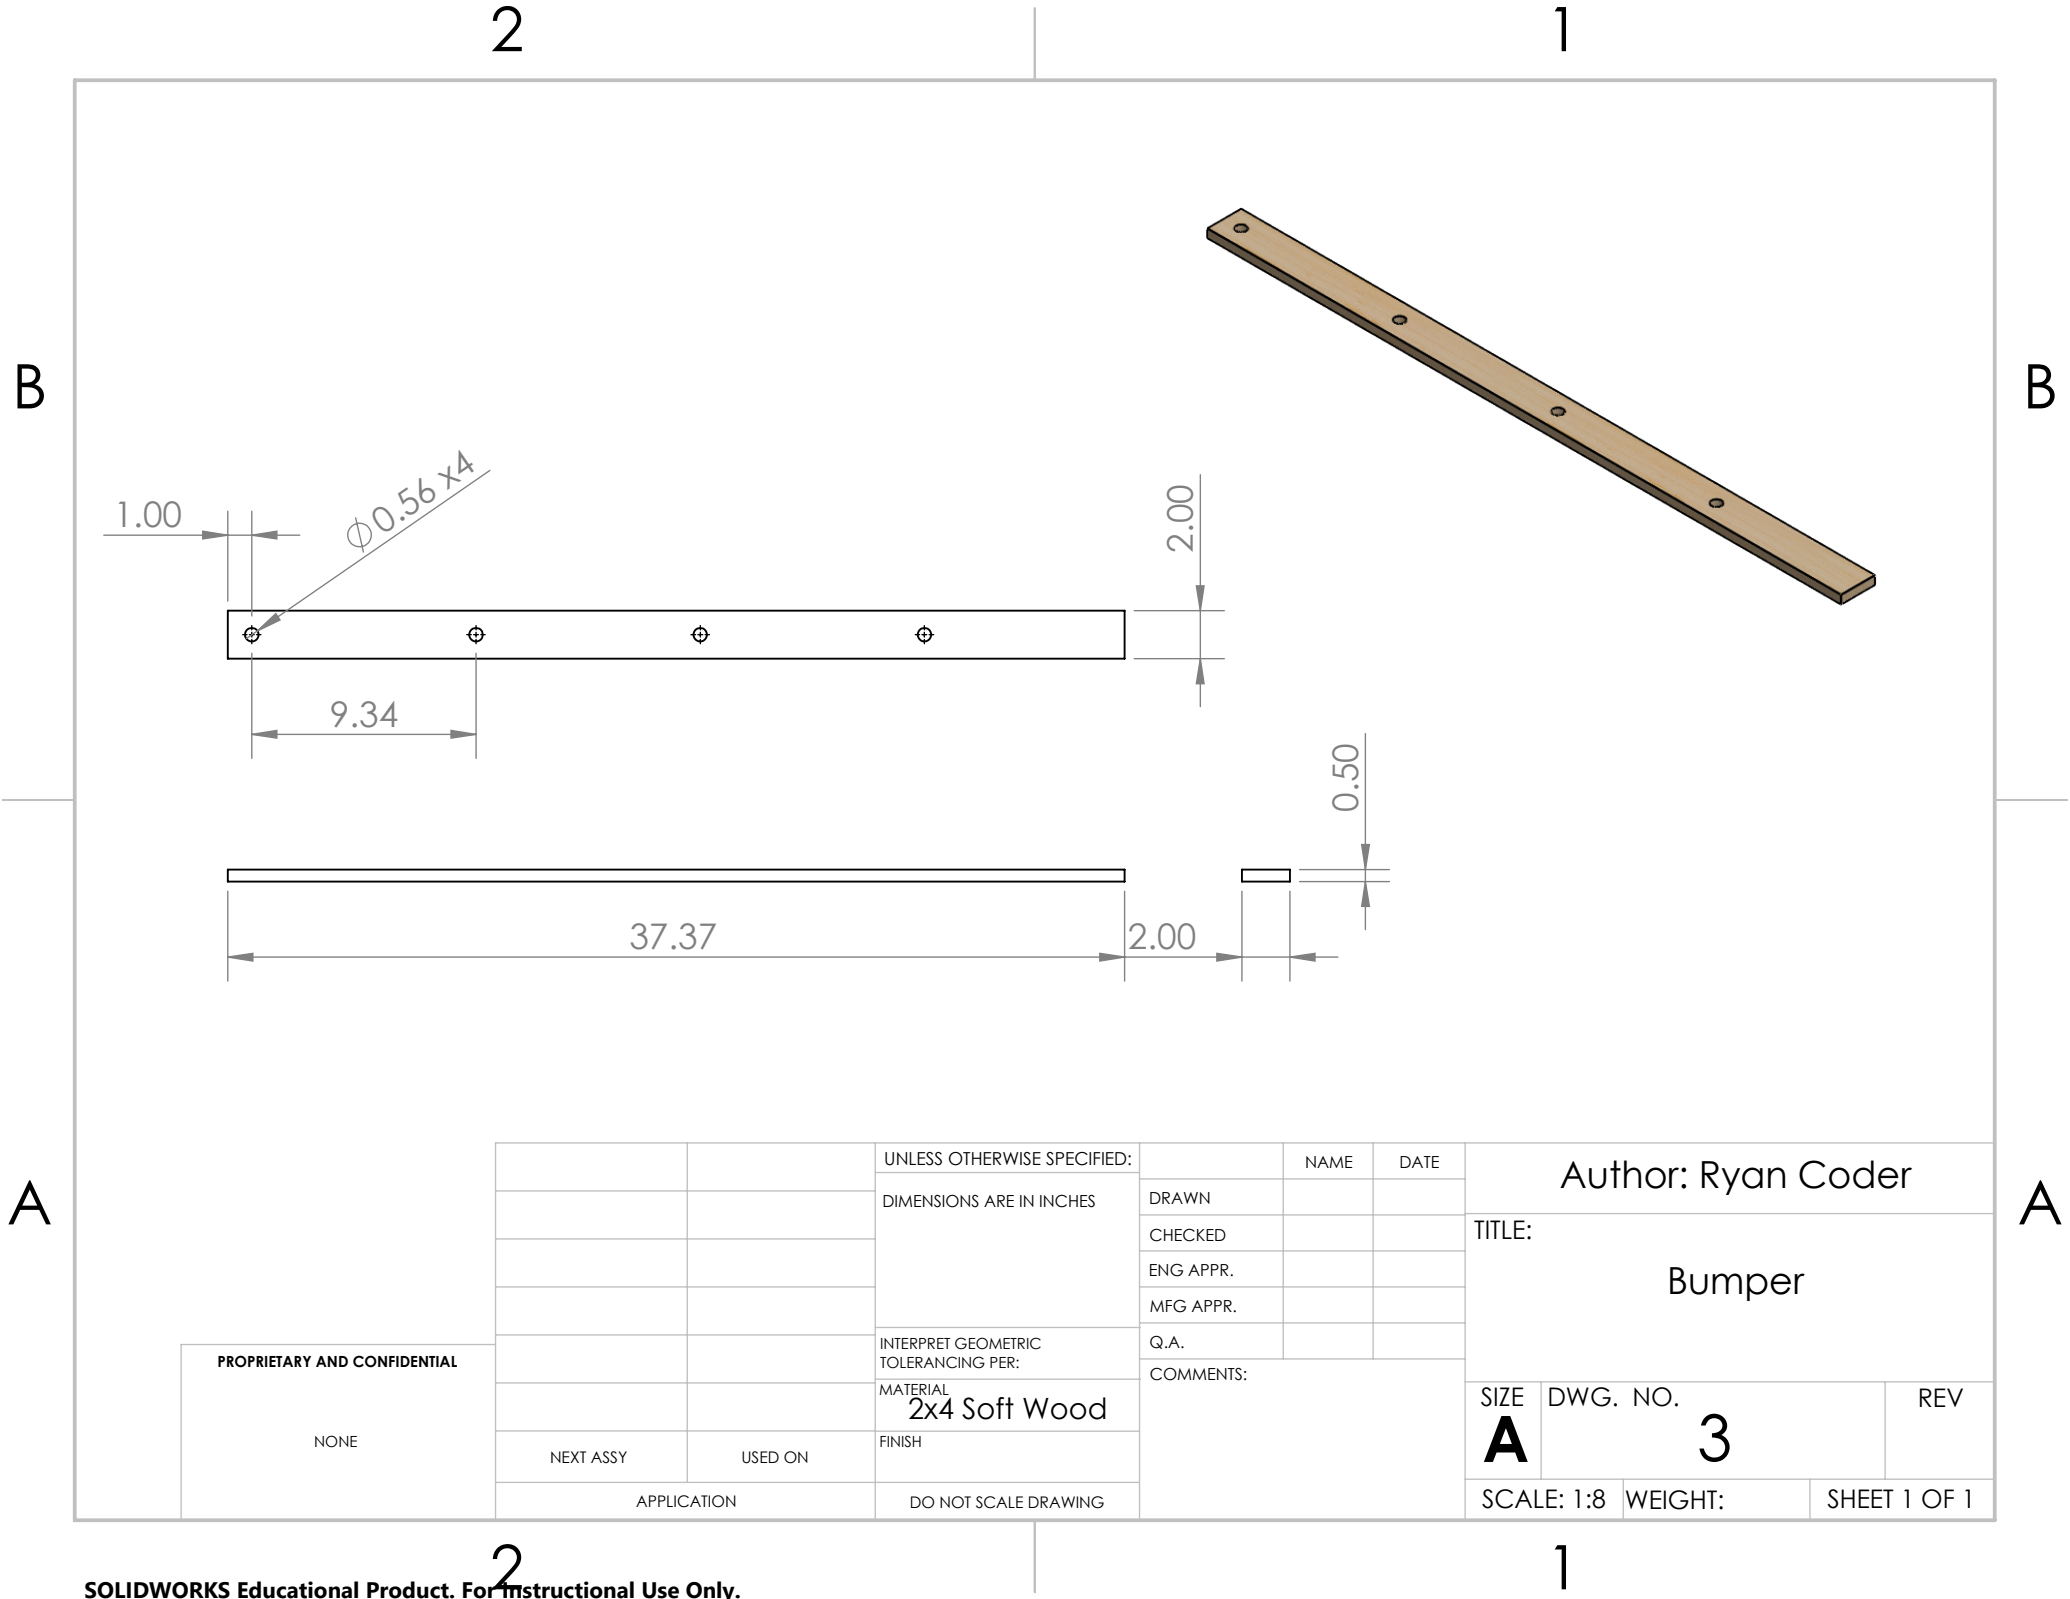 2
1
B
B
1.00
∅0.56 x4
2.00
9.34
0.50
37.37
2.00
A
A
UNLESS OTHERWISE SPECIFIED:
DIMENSIONS ARE IN INCHES
INTERPRET GEOMETRIC
TOLERANCING PER:
MATERIAL
2x4 Soft Wood
FINISH
DO NOT SCALE DRAWING
NAME
DATE
DRAWN
CHECKED
ENG APPR.
MFG APPR.
Q.A.
COMMENTS:
Author: Ryan Coder
TITLE:
Bumper
SIZE
A
DWG. NO.
3
REV
SCALE: 1:8
WEIGHT:
SHEET 1 OF 1
PROPRIETARY AND CONFIDENTIAL
NONE
NEXT ASSY
USED ON
APPLICATION
2
1
SOLIDWORKS Educational Product. For Instructional Use Only.